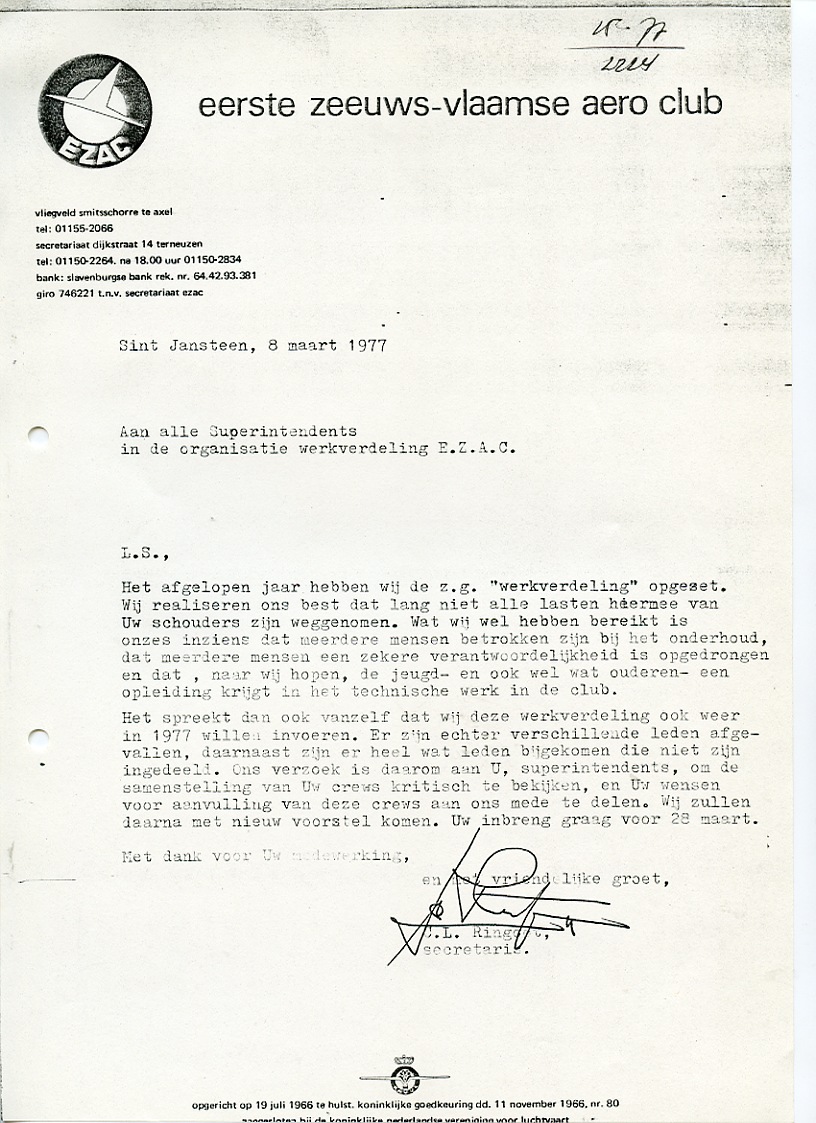 15-77
2224
EZAC
eerste zeeuws-vlaamse aero club
vliegveld smitsschorre te axel
tel: 01155-2066
secretariaat dijkstraat 14 terneuzen
tel: 01150-2264. na 18.00 uur 01150-2834
bank: slavenburgse bank rek. nr. 64.42.93.381
giro 746221 t.n.v. secretariaat ezac
Sint Jansteen, 8 maart 1977
Aan alle Superintendents
in de organisatie werkverdeling E.Z.A.C.
L.S.,
Het afgelopen jaar hebben wij de z.g. "werkverdeling" opgezet.
Wij realiseren ons best dat lang niet alle lasten hiermee van
Uw schouders zijn weggenomen. Wat wij wel hebben bereikt is
onzes inziens dat meerdere mensen betrokken zijn bij het onderhoud,
dat meerdere mensen een zekere verantwoordelijkheid is opgedrongen
en dat , naar wij hopen, de jeugd- en ook wel wat ouderen- een
opleiding krijgt in het technische werk in de club.
Het spreekt dan ook vanzelf dat wij deze werkverdeling ook weer
in 1977 willen invoeren. Er zijn echter verschillende leden afge-
vallen, daarnaast zijn er heel wat leden bijgekomen die niet zijn
ingedeeld. Ons verzoek is daarom aan U, superintendents, om de
samenstelling van Uw crews kritisch te bekijken, en Uw wensen
voor aanvulling van deze crews aan ons mede te delen. Wij zullen
daarna met nieuw voorstel komen. Uw inbreng graag voor 28 maart.
Met dank voor Uw medewerking,
en met vriendelijke groet,
L. Ringoot,
secretaris.
opgericht op 19 juli 1966 te hulst. koninklijke goedkeuring dd. 11 november 1966. nr. 80
aangesloten bij de koninklijke nederlandse vereniging voor luchtvaart